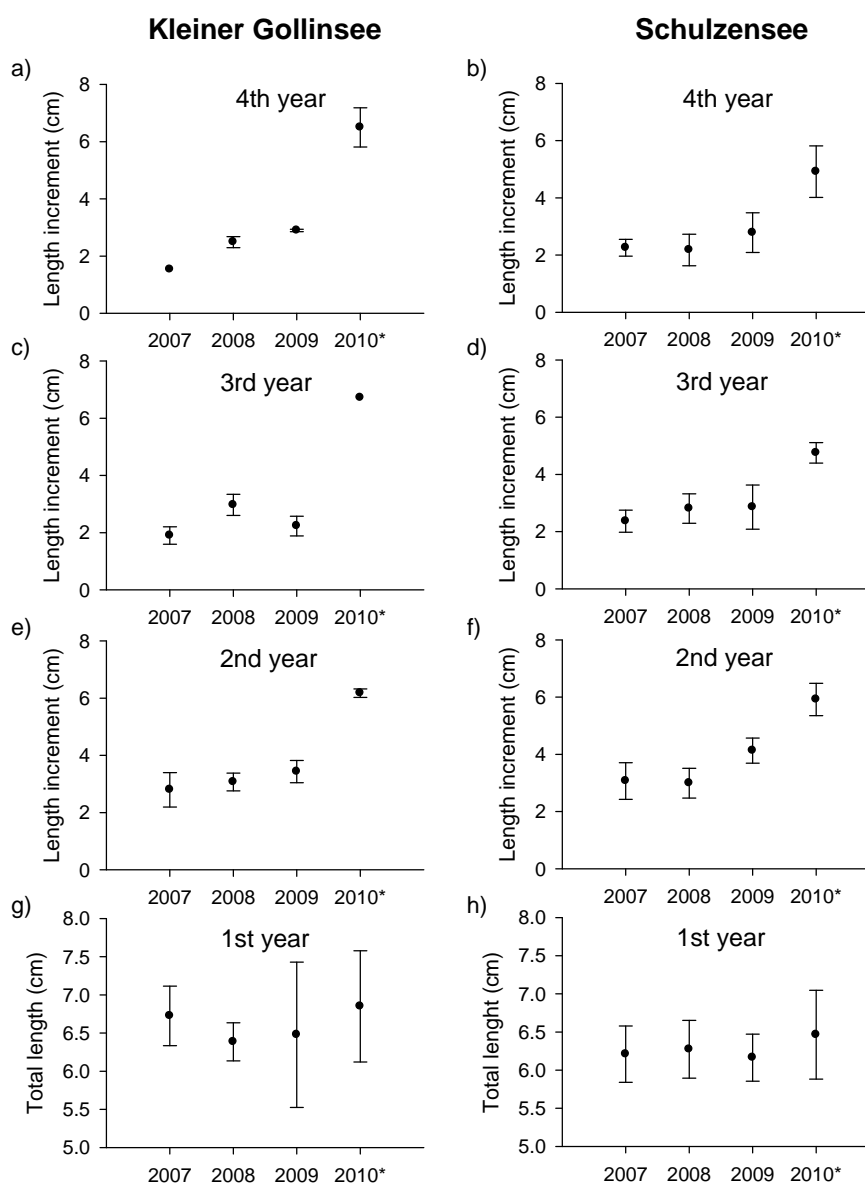 Kleiner Gollinsee
Schulzensee
a)
4th year
Length increment (cm)
8
6
4
2
0
2007 2008 2009 2010*
b)
4th year
Length increment (cm)
8
6
4
2
0
2007 2008 2009 2010*
c)
3rd year
Length increment (cm)
8
6
4
2
0
2007 2008 2009 2010*
d)
3rd year
Length increment (cm)
8
6
4
2
0
2007 2008 2009 2010*
e)
2nd year
Length increment (cm)
8
6
4
2
0
2007 2008 2009 2010*
f)
2nd year
Length increment (cm)
8
6
4
2
0
2007 2008 2009 2010*
g)
1st year
Total length (cm)
8.0
7.5
7.0
6.5
6.0
5.5
5.0
2007 2008 2009 2010*
h)
1st year
Total lenght (cm)
8.0
7.5
7.0
6.5
6.0
5.5
5.0
2007 2008 2009 2010*